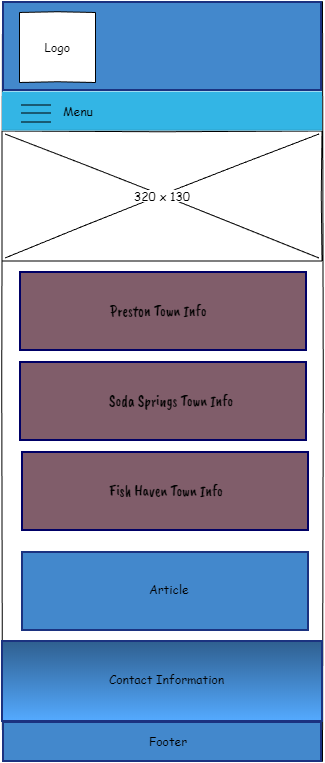 Logo
Menu
320 x 130
Preston Town Info
Soda Springs Town Info
Fish Haven Town Info
Article
Contact Information
Footer